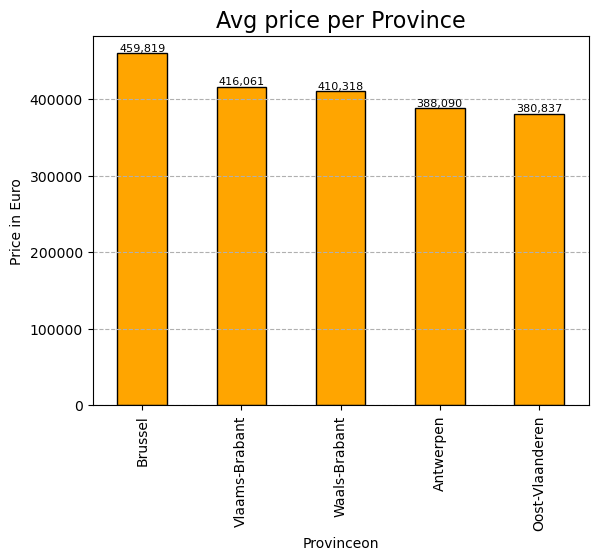 Avg price per Province
Price in Euro
400000
300000
200000
100000
0
459,819
416,061
410,318
388,090
380,837
Brussel
Vlaams-Brabant
Waals-Brabant
Antwerpen
Oost-Vlaanderen
Provinceon